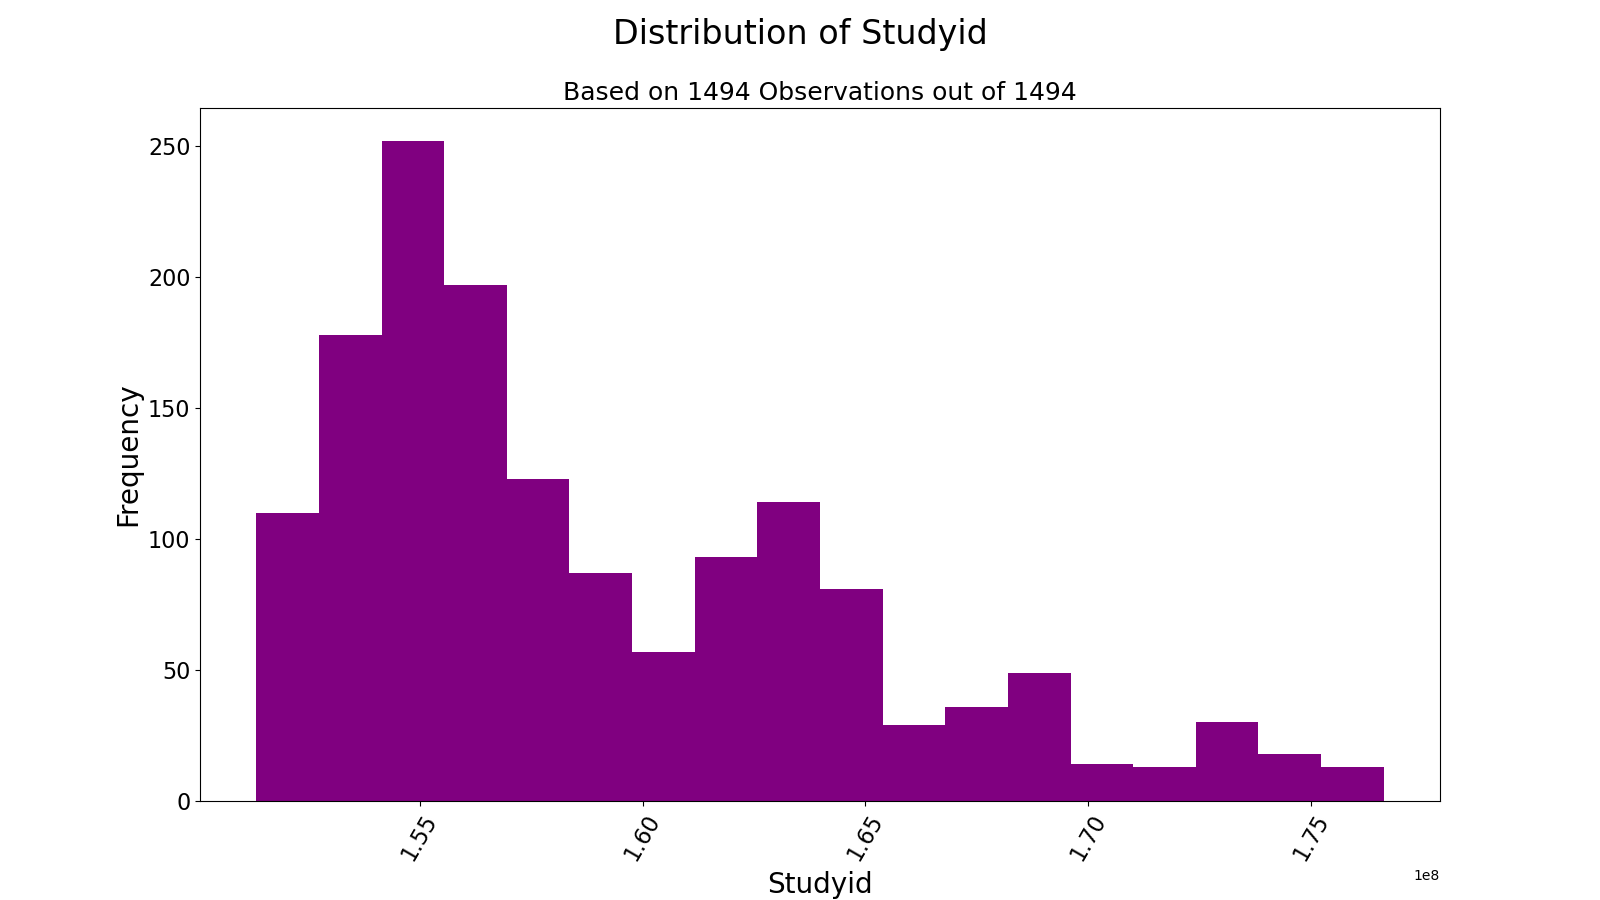 Distribution of Studyid
Based on 1494 Observations out of 1494
Frequency
250
200
150
100
50
0
1.55
1.60
1.65
1.70
1.75
1e8
Studyid